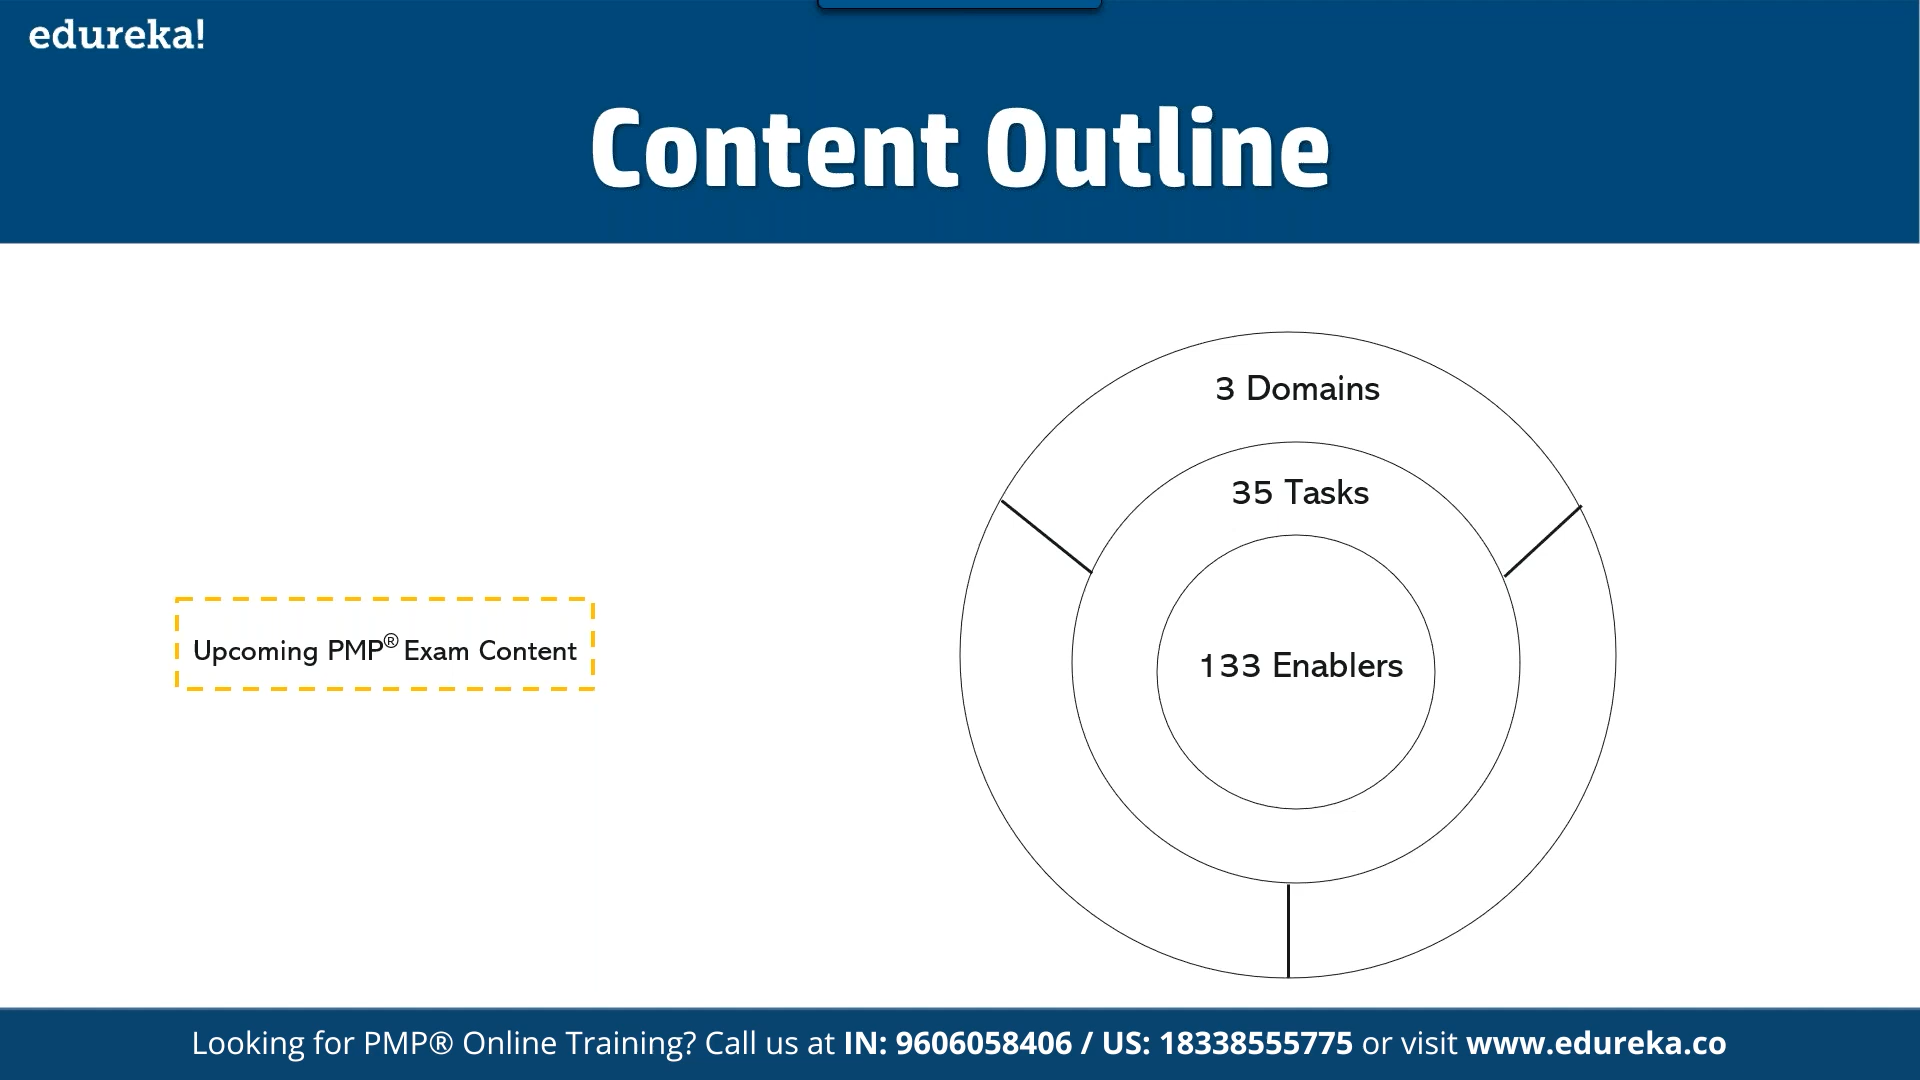 edureka!
Content Outline
3 Domains
35 Tasks
Upcoming PMP® Exam Content
133 Enablers
Looking for PMP® Online Training? Call us at IN: 9606058406 / US: 18338555775 or visit www.edureka.co